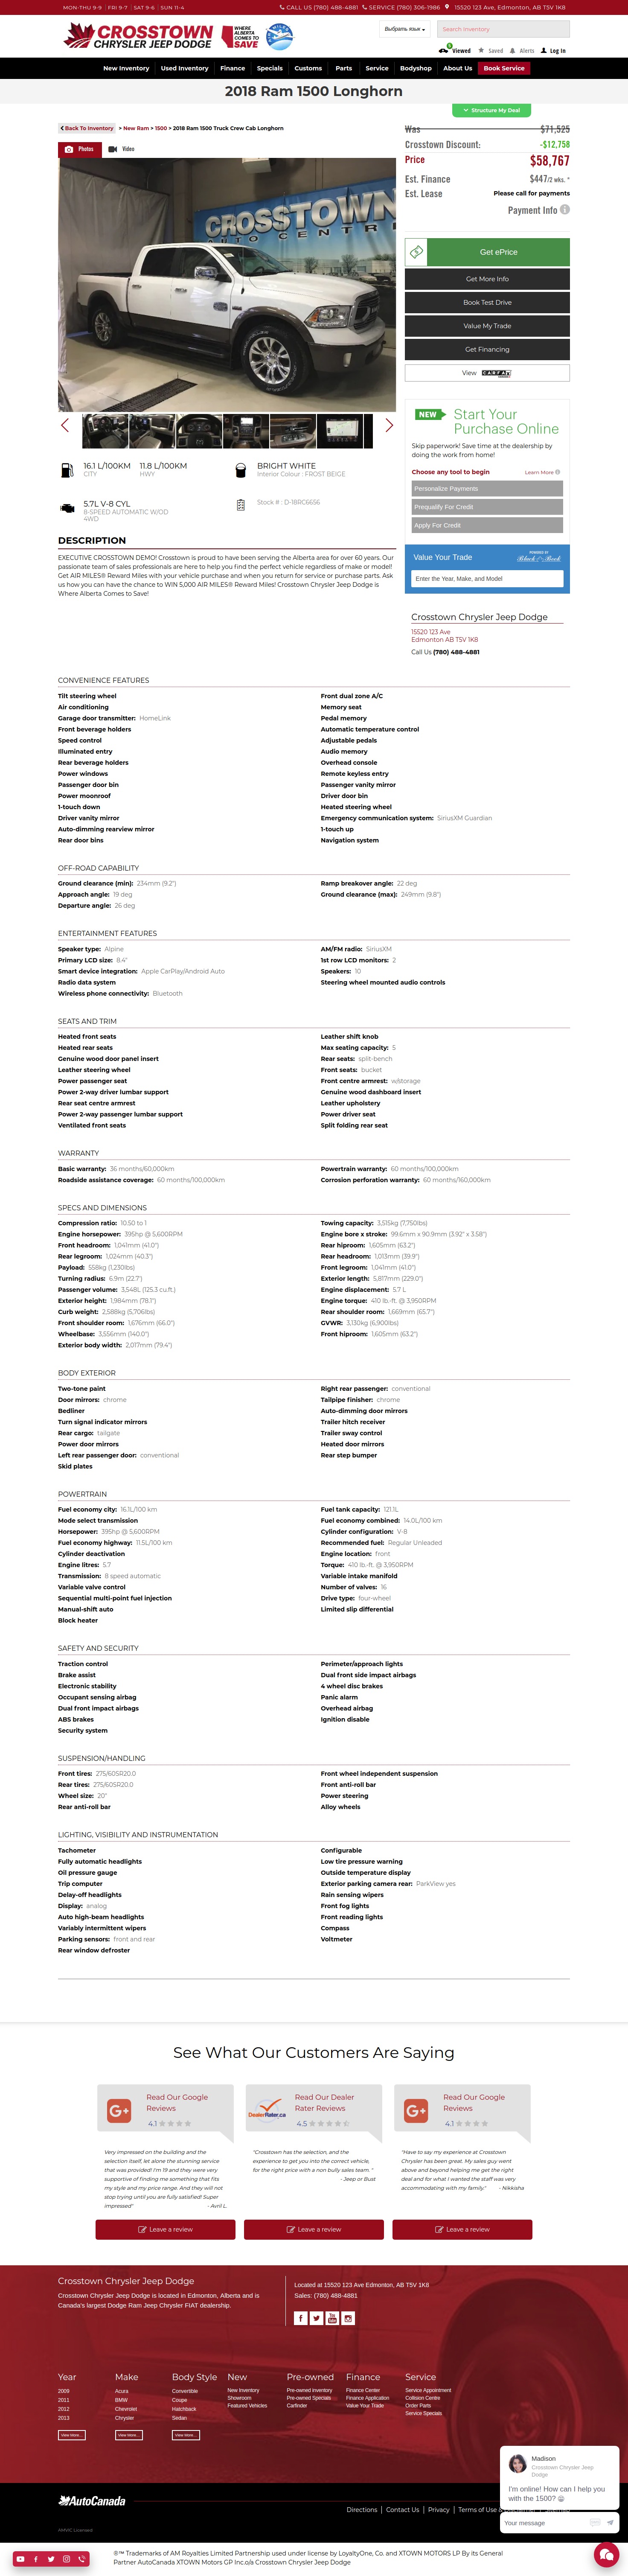 MON-THU 9-9 FRI 9-7 SAT 9-6 SUN 11-4
CALL US (780) 488-4881 SERVICE (780) 306-1986 15520 123 Ave, Edmonton, AB T5V 1K8
CROSSTOWN
CHRYSLER JEEP DODGE
WHERE
ALBERTA
COMES TO
SAVE
Выбрать язык
Search Inventory
Viewed Saved Alerts Log In
New Inventory Used Inventory Finance Specials Customs Parts Service Bodyshop About Us Book Service
2018 Ram 1500 Longhorn
Structure My Deal
Back To Inventory > New Ram > 1500 > 2018 Ram 1500 Truck Crew Cab Longhorn
Photos Video
Was $71,525
Crosstown Discount: -$12,758
Price $58,767
Est. Finance $447/2 wks. *
Est. Lease Please call for payments
Payment Info
CROSSTOWN
Get ePrice
Get More Info
Book Test Drive
Value My Trade
Get Financing
View CARFAX
NEW Start Your
Purchase Online
Skip paperwork! Save time at the dealership by
doing the work from home!
Choose any tool to begin Learn More
Personalize Payments
Prequalify For Credit
Apply For Credit
Value Your Trade POWERED BY
Black Book
Enter the Year, Make, and Model
16.1 L/100KM 11.8 L/100KM
CITY HWY
BRIGHT WHITE
Interior Colour : FROST BEIGE
5.7L V-8 CYL
8-SPEED AUTOMATIC W/OD
4WD
Stock # : D-18RC6656
DESCRIPTION
EXECUTIVE CROSSTOWN DEMO! Crosstown is proud to have been serving the Alberta area for over 60 years. Our
passionate team of sales professionals are here to help you find the perfect vehicle regardless of make or model!
Get AIR MILES® Reward Miles with your vehicle purchase and when you return for service or purchase parts. Ask
us how you can have the chance to WIN 5,000 AIR MILES® Reward Miles! Crosstown Chrysler Jeep Dodge is
Where Alberta Comes to Save!
Crosstown Chrysler Jeep Dodge
15520 123 Ave
Edmonton AB T5V 1K8
Call Us (780) 488-4881
CONVENIENCE FEATURES
Tilt steering wheel Front dual zone A/C
Air conditioning Memory seat
Garage door transmitter: HomeLink Pedal memory
Front beverage holders Automatic temperature control
Speed control Adjustable pedals
Illuminated entry Audio memory
Rear beverage holders Overhead console
Power windows Remote keyless entry
Passenger door bin Passenger vanity mirror
Power moonroof Driver door bin
1-touch down Heated steering wheel
Driver vanity mirror Emergency communication system: SiriusXM Guardian
Auto-dimming rearview mirror 1-touch up
Rear door bins Navigation system
OFF-ROAD CAPABILITY
Ground clearance (min): 234mm (9.2") Ramp breakover angle: 22 deg
Approach angle: 19 deg Ground clearance (max): 249mm (9.8")
Departure angle: 26 deg
ENTERTAINMENT FEATURES
Speaker type: Alpine AM/FM radio: SiriusXM
Primary LCD size: 8.4" 1st row LCD monitors: 2
Smart device integration: Apple CarPlay/Android Auto Speakers: 10
Radio data system Steering wheel mounted audio controls
Wireless phone connectivity: Bluetooth
SEATS AND TRIM
Heated front seats Leather shift knob
Heated rear seats Max seating capacity: 5
Genuine wood door panel insert Rear seats: split-bench
Leather steering wheel Front seats: bucket
Power passenger seat Front centre armrest: w/storage
Power 2-way driver lumbar support Genuine wood dashboard insert
Rear seat centre armrest Leather upholstery
Power 2-way passenger lumbar support Power driver seat
Ventilated front seats Split folding rear seat
WARRANTY
Basic warranty: 36 months/60,000km Powertrain warranty: 60 months/100,000km
Roadside assistance coverage: 60 months/100,000km Corrosion perforation warranty: 60 months/160,000km
SPECS AND DIMENSIONS
Compression ratio: 10.50 to 1 Towing capacity: 3,515kg (7,750lbs)
Engine horsepower: 395hp @ 5,600RPM Engine bore x stroke: 99.6mm x 90.9mm (3.92" x 3.58")
Front headroom: 1,041mm (41.0") Rear hiproom: 1,605mm (63.2")
Rear legroom: 1,024mm (40.3") Rear headroom: 1,013mm (39.9")
Payload: 558kg (1,230lbs) Front legroom: 1,041mm (41.0")
Turning radius: 6.9m (22.7') Exterior length: 5,817mm (229.0")
Passenger volume: 3,548L (125.3 cu.ft.) Engine displacement: 5.7 L
Exterior height: 1,984mm (78.1") Engine torque: 410 lb.-ft. @ 3,950RPM
Curb weight: 2,588kg (5,706lbs) Rear shoulder room: 1,669mm (65.7")
Front shoulder room: 1,676mm (66.0") GVWR: 3,130kg (6,900lbs)
Wheelbase: 3,556mm (140.0") Front hiproom: 1,605mm (63.2")
Exterior body width: 2,017mm (79.4")
BODY EXTERIOR
Two-tone paint Right rear passenger: conventional
Door mirrors: chrome Tailpipe finisher: chrome
Bedliner Auto-dimming door mirrors
Turn signal indicator mirrors Trailer hitch receiver
Rear cargo: tailgate Trailer sway control
Power door mirrors Heated door mirrors
Left rear passenger door: conventional Rear step bumper
Skid plates
POWERTRAIN
Fuel economy city: 16.1L/100 km Fuel tank capacity: 121.1L
Mode select transmission Fuel economy combined: 14.0L/100 km
Horsepower: 395hp @ 5,600RPM Cylinder configuration: V-8
Fuel economy highway: 11.5L/100 km Recommended fuel: Regular Unleaded
Cylinder deactivation Engine location: front
Engine litres: 5.7 Torque: 410 lb.-ft. @ 3,950RPM
Transmission: 8 speed automatic Variable intake manifold
Variable valve control Number of valves: 16
Sequential multi-point fuel injection Drive type: four-wheel
Manual-shift auto Limited slip differential
Block heater
SAFETY AND SECURITY
Traction control Perimeter/approach lights
Brake assist Dual front side impact airbags
Electronic stability 4 wheel disc brakes
Occupant sensing airbag Panic alarm
Dual front impact airbags Overhead airbag
ABS brakes Ignition disable
Security system
SUSPENSION/HANDLING
Front tires: 275/60SR20.0 Front wheel independent suspension
Rear tires: 275/60SR20.0 Front anti-roll bar
Wheel size: 20" Power steering
Rear anti-roll bar Alloy wheels
LIGHTING, VISIBILITY AND INSTRUMENTATION
Tachometer Configurable
Fully automatic headlights Low tire pressure warning
Oil pressure gauge Outside temperature display
Trip computer Exterior parking camera rear: ParkView yes
Delay-off headlights Rain sensing wipers
Display: analog Front fog lights
Auto high-beam headlights Front reading lights
Variably intermittent wipers Compass
Parking sensors: front and rear Voltmeter
Rear window defroster
See What Our Customers Are Saying
Read Our Google
Reviews
4.1
Very impressed on the building and the
selection itself, let alone the stunning service
that was provided! I'm 19 and they were very
supportive of finding me something that fits
my style and my price range. And they will not
stop trying until you are fully satisfied! Super
impressed" - Avril L.
Leave a review
DealerRater.ca
Read Our Dealer
Rater Reviews
4.5
"Crosstown has the selection, and the
experience to get you into the correct vehicle,
for the right price with a non bully sales team. "
- Jeep or Bust
Leave a review
Read Our Google
Reviews
4.1
"Have to say my experience at Crosstown
Chrysler has been great. My sales guy went
above and beyond helping me get the right
deal and for what I wanted the staff was very
accommodating with my family." - Nikkisha
Leave a review
Crosstown Chrysler Jeep Dodge
Crosstown Chrysler Jeep Dodge is located in Edmonton, Alberta and is
Canada's largest Dodge Ram Jeep Chrysler FIAT dealership.
Located at 15520 123 Ave Edmonton, AB T5V 1K8
Sales: (780) 488-4881
Year Make Body Style New Pre-owned Finance Service
2009 Acura Convertible New Inventory Pre-owned inventory Finance Center Service Appointment
2011 BMW Coupe Showroom Pre-owned Specials Finance Application Collision Centre
2012 Chevrolet Hatchback Featured Vehicles Carfinder Value Your Trade Order Parts
2013 Chrysler Sedan Service Specials
View More... View More... View More...
Madison
Crosstown Chrysler Jeep
Dodge
I'm online! How can I help you
with the 1500? 😀
Your message
AutoCanada
Directions Contact Us Privacy Terms of Use &
AMVIC Licensed
®™ Trademarks of AM Royalties Limited Partnership used under license by LoyaltyOne, Co. and XTOWN MOTORS LP By its General
Partner AutoCanada XTOWN Motors GP Inc.o/a Crosstown Chrysler Jeep Dodge